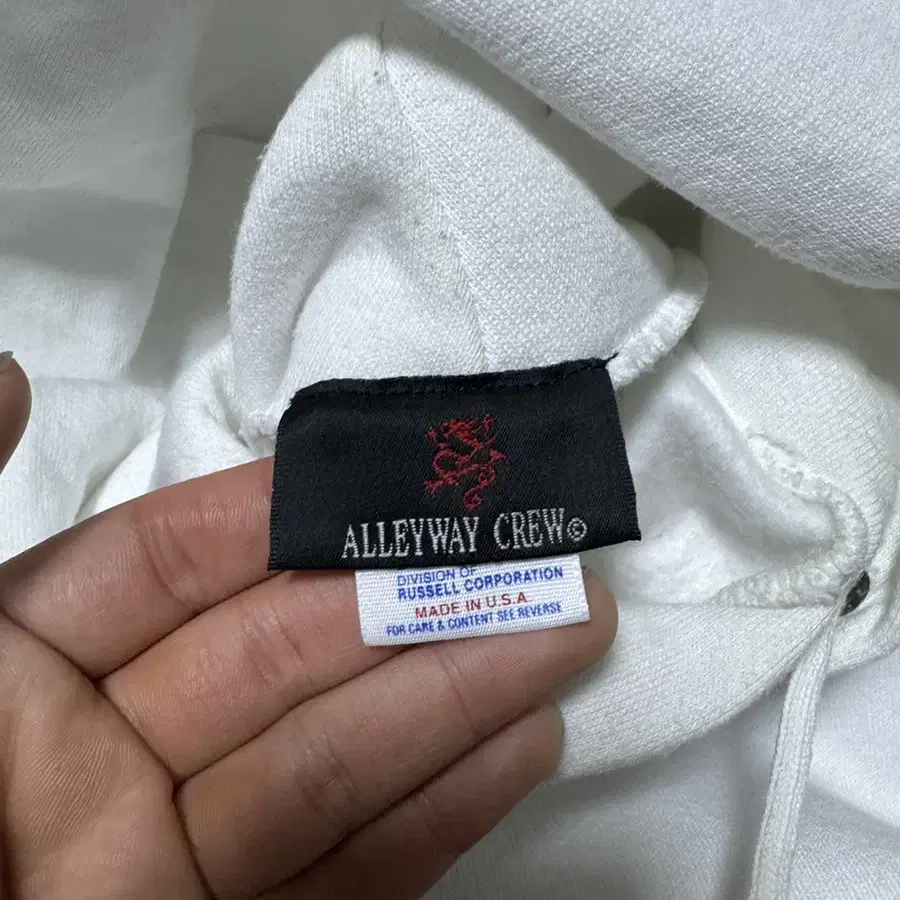 ALLEYWAY CREW©
DIVISION OF
RUSSELL CORPORATION
MADE IN U.S.A
FOR CARE & CONTENT SEE REVERSE